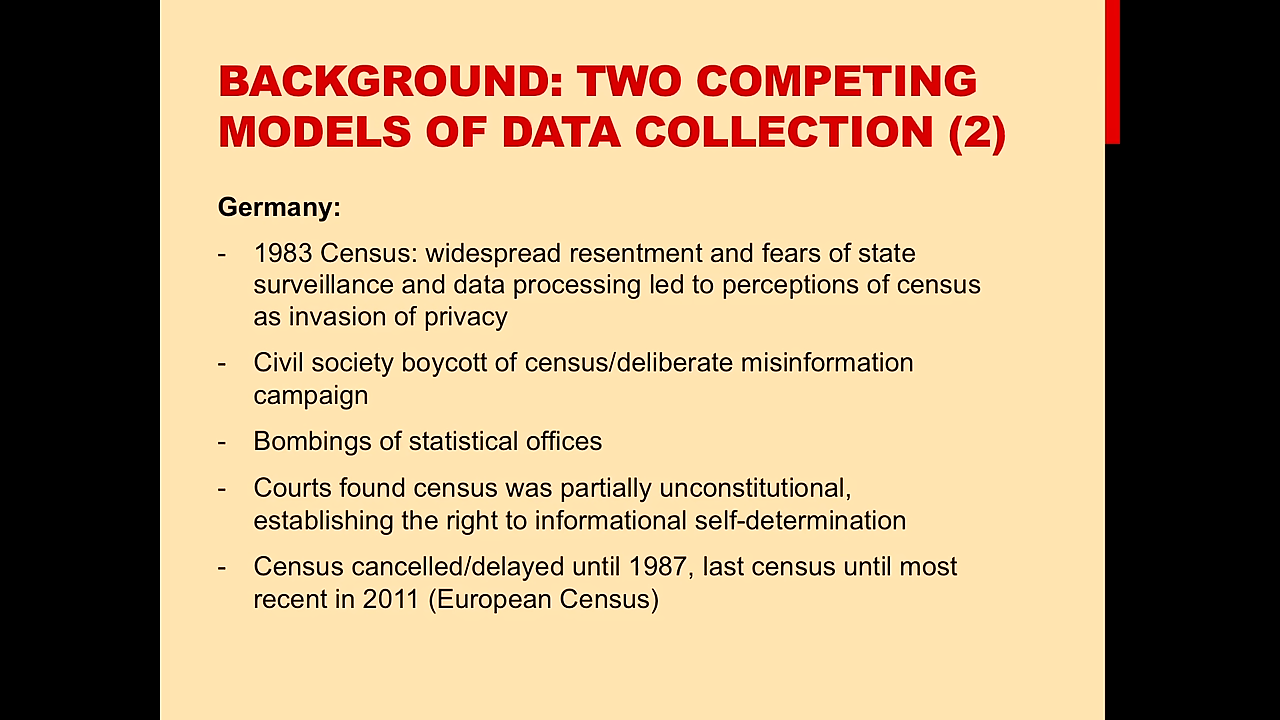 BACKGROUND: TWO COMPETING
MODELS OF DATA COLLECTION (2)
Germany:
- 1983 Census: widespread resentment and fears of state
surveillance and data processing led to perceptions of census
as invasion of privacy
- Civil society boycott of census/deliberate misinformation
campaign
- Bombings of statistical offices
- Courts found census was partially unconstitutional,
establishing the right to informational self-determination
- Census cancelled/delayed until 1987, last census until most
recent in 2011 (European Census)